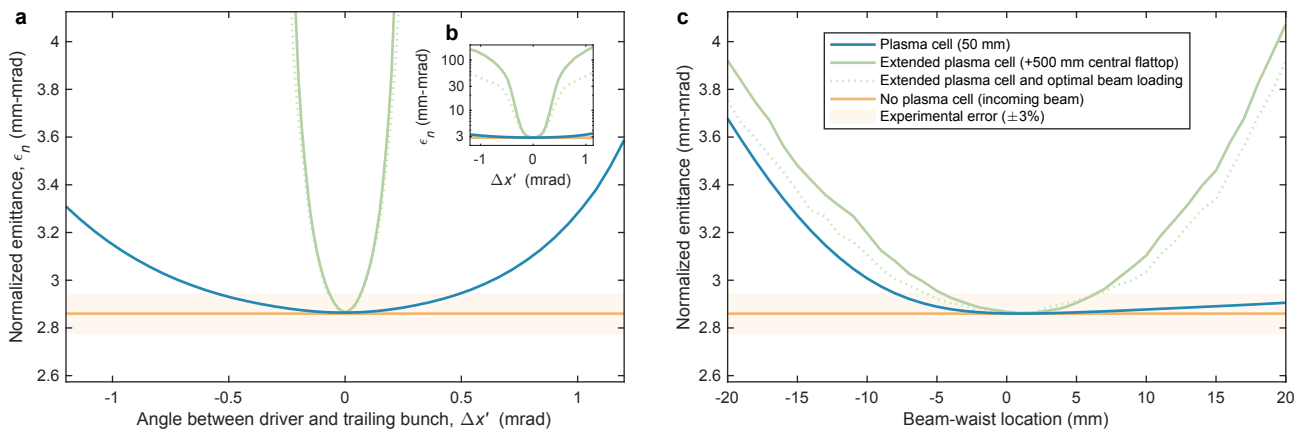 a
Normalized emittance, ϵn (mm-mrad)
4
3.8
3.6
3.4
3.2
3
2.8
2.6
-1
-0.5
0
0.5
1
Angle between driver and trailing bunch, Δx′ (mrad)
b
ϵn (mm-mrad)
100
30
10
3
-1
0
1
Δx′ (mrad)
c
Normalized emittance (mm-mrad)
4
3.8
3.6
3.4
3.2
3
2.8
2.6
-20
-15
-10
-5
0
5
10
15
20
Beam-waist location (mm)
Plasma cell (50 mm)
Extended plasma cell (+500 mm central flattop)
Extended plasma cell and optimal beam loading
No plasma cell (incoming beam)
Experimental error (±3%)